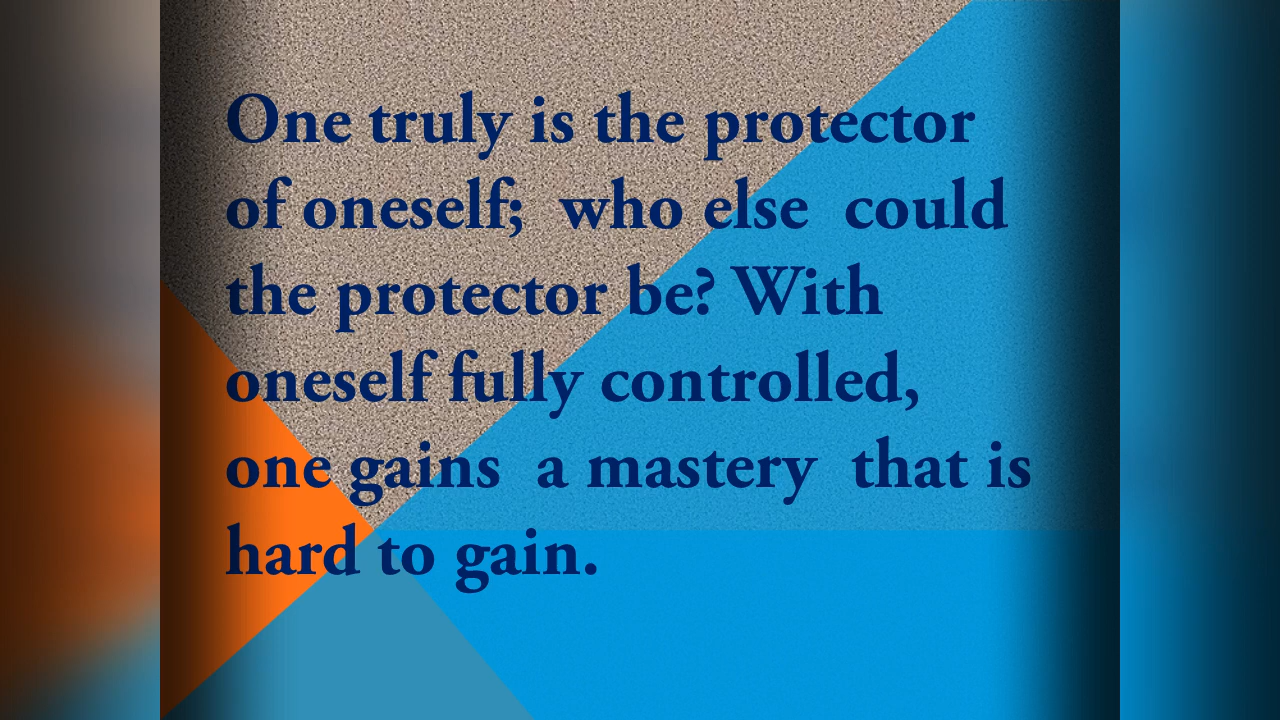 One truly is the protector
of oneself; who else could
the protector be? With
oneself fully controlled,
one gains a mastery that is
hard to gain.